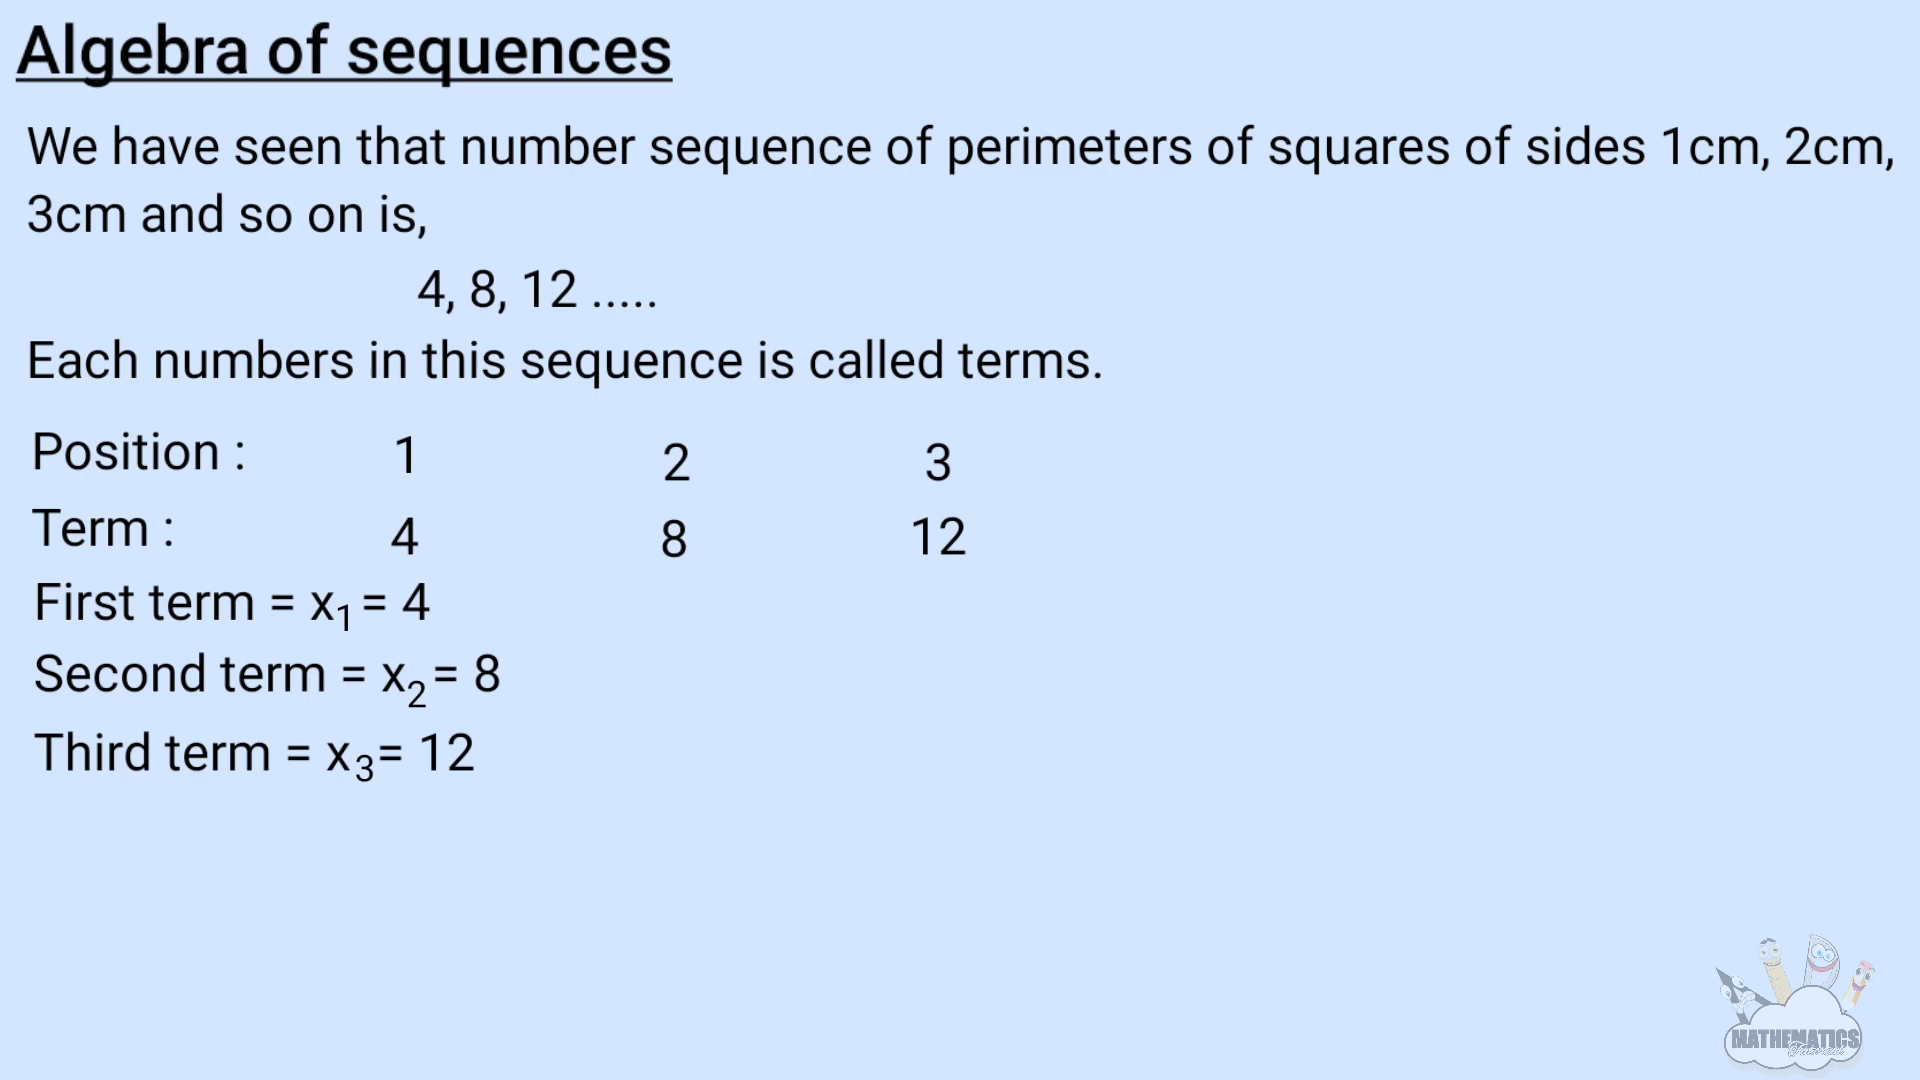 Algebra of sequences
We have seen that number sequence of perimeters of squares of sides 1cm, 2cm,
3cm and so on is,
4, 8, 12 .....
Each numbers in this sequence is called terms.
Position : 1 2 3
Term : 4 8 12
First term = x₁ = 4
Second term = x₂ = 8
Third term = x₃ = 12
MATHEMATICS